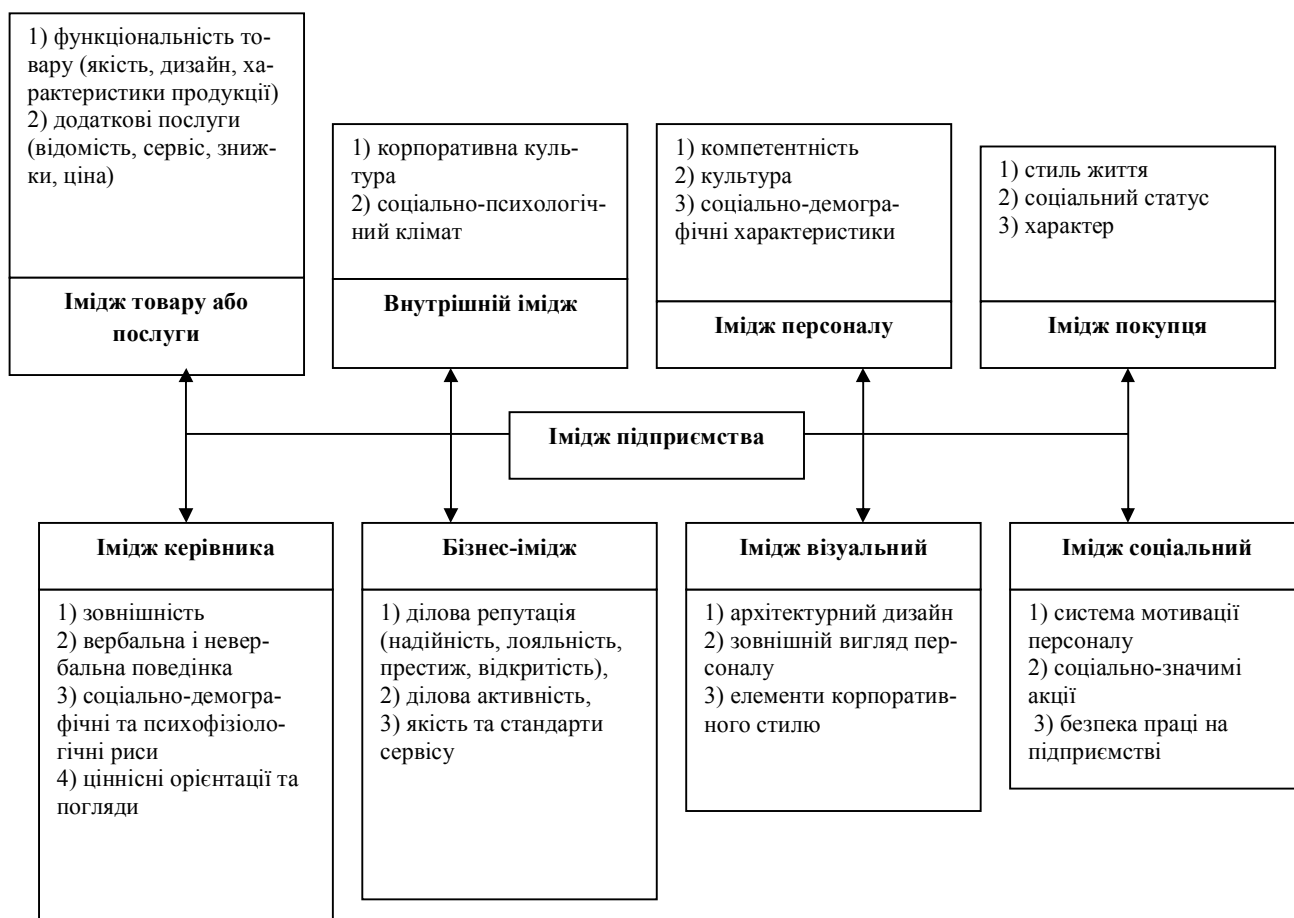 1) функціональність то-
вару (якість, дизайн, ха-
рактеристики продукції)
2) додаткові послуги
(відомість, сервіс, зниж-
ки, ціна)
Імідж товару або
послуги
1) корпоративна куль-
тура
2) соціально-психологіч-
ний клімат
Внутрішній імідж
1) компетентність
2) культура
3) соціально-демогра-
фічні характеристики
Імідж персоналу
1) стиль життя
2) соціальний статус
3) характер
Імідж покупця
Імідж підприємства
Імідж керівника
1) зовнішність
2) вербальна і невер-
бальна поведінка
3) соціально-демогра-
фічні та психофізіоло-
гічні риси
4) ціннісні орієнтації та
погляди
Бізнес-імідж
1) ділова репутація
(надійність, лояльність,
престиж, відкритість),
2) ділова активність,
3) якість та стандарти
сервісу
Імідж візуальний
1) архітектурний дизайн
2) зовнішній вигляд пер-
соналу
3) елементи корпоратив-
ного стилю
Імідж соціальний
1) система мотивації
персоналу
2) соціально-значимі
акції
3) безпека праці на
підприємстві